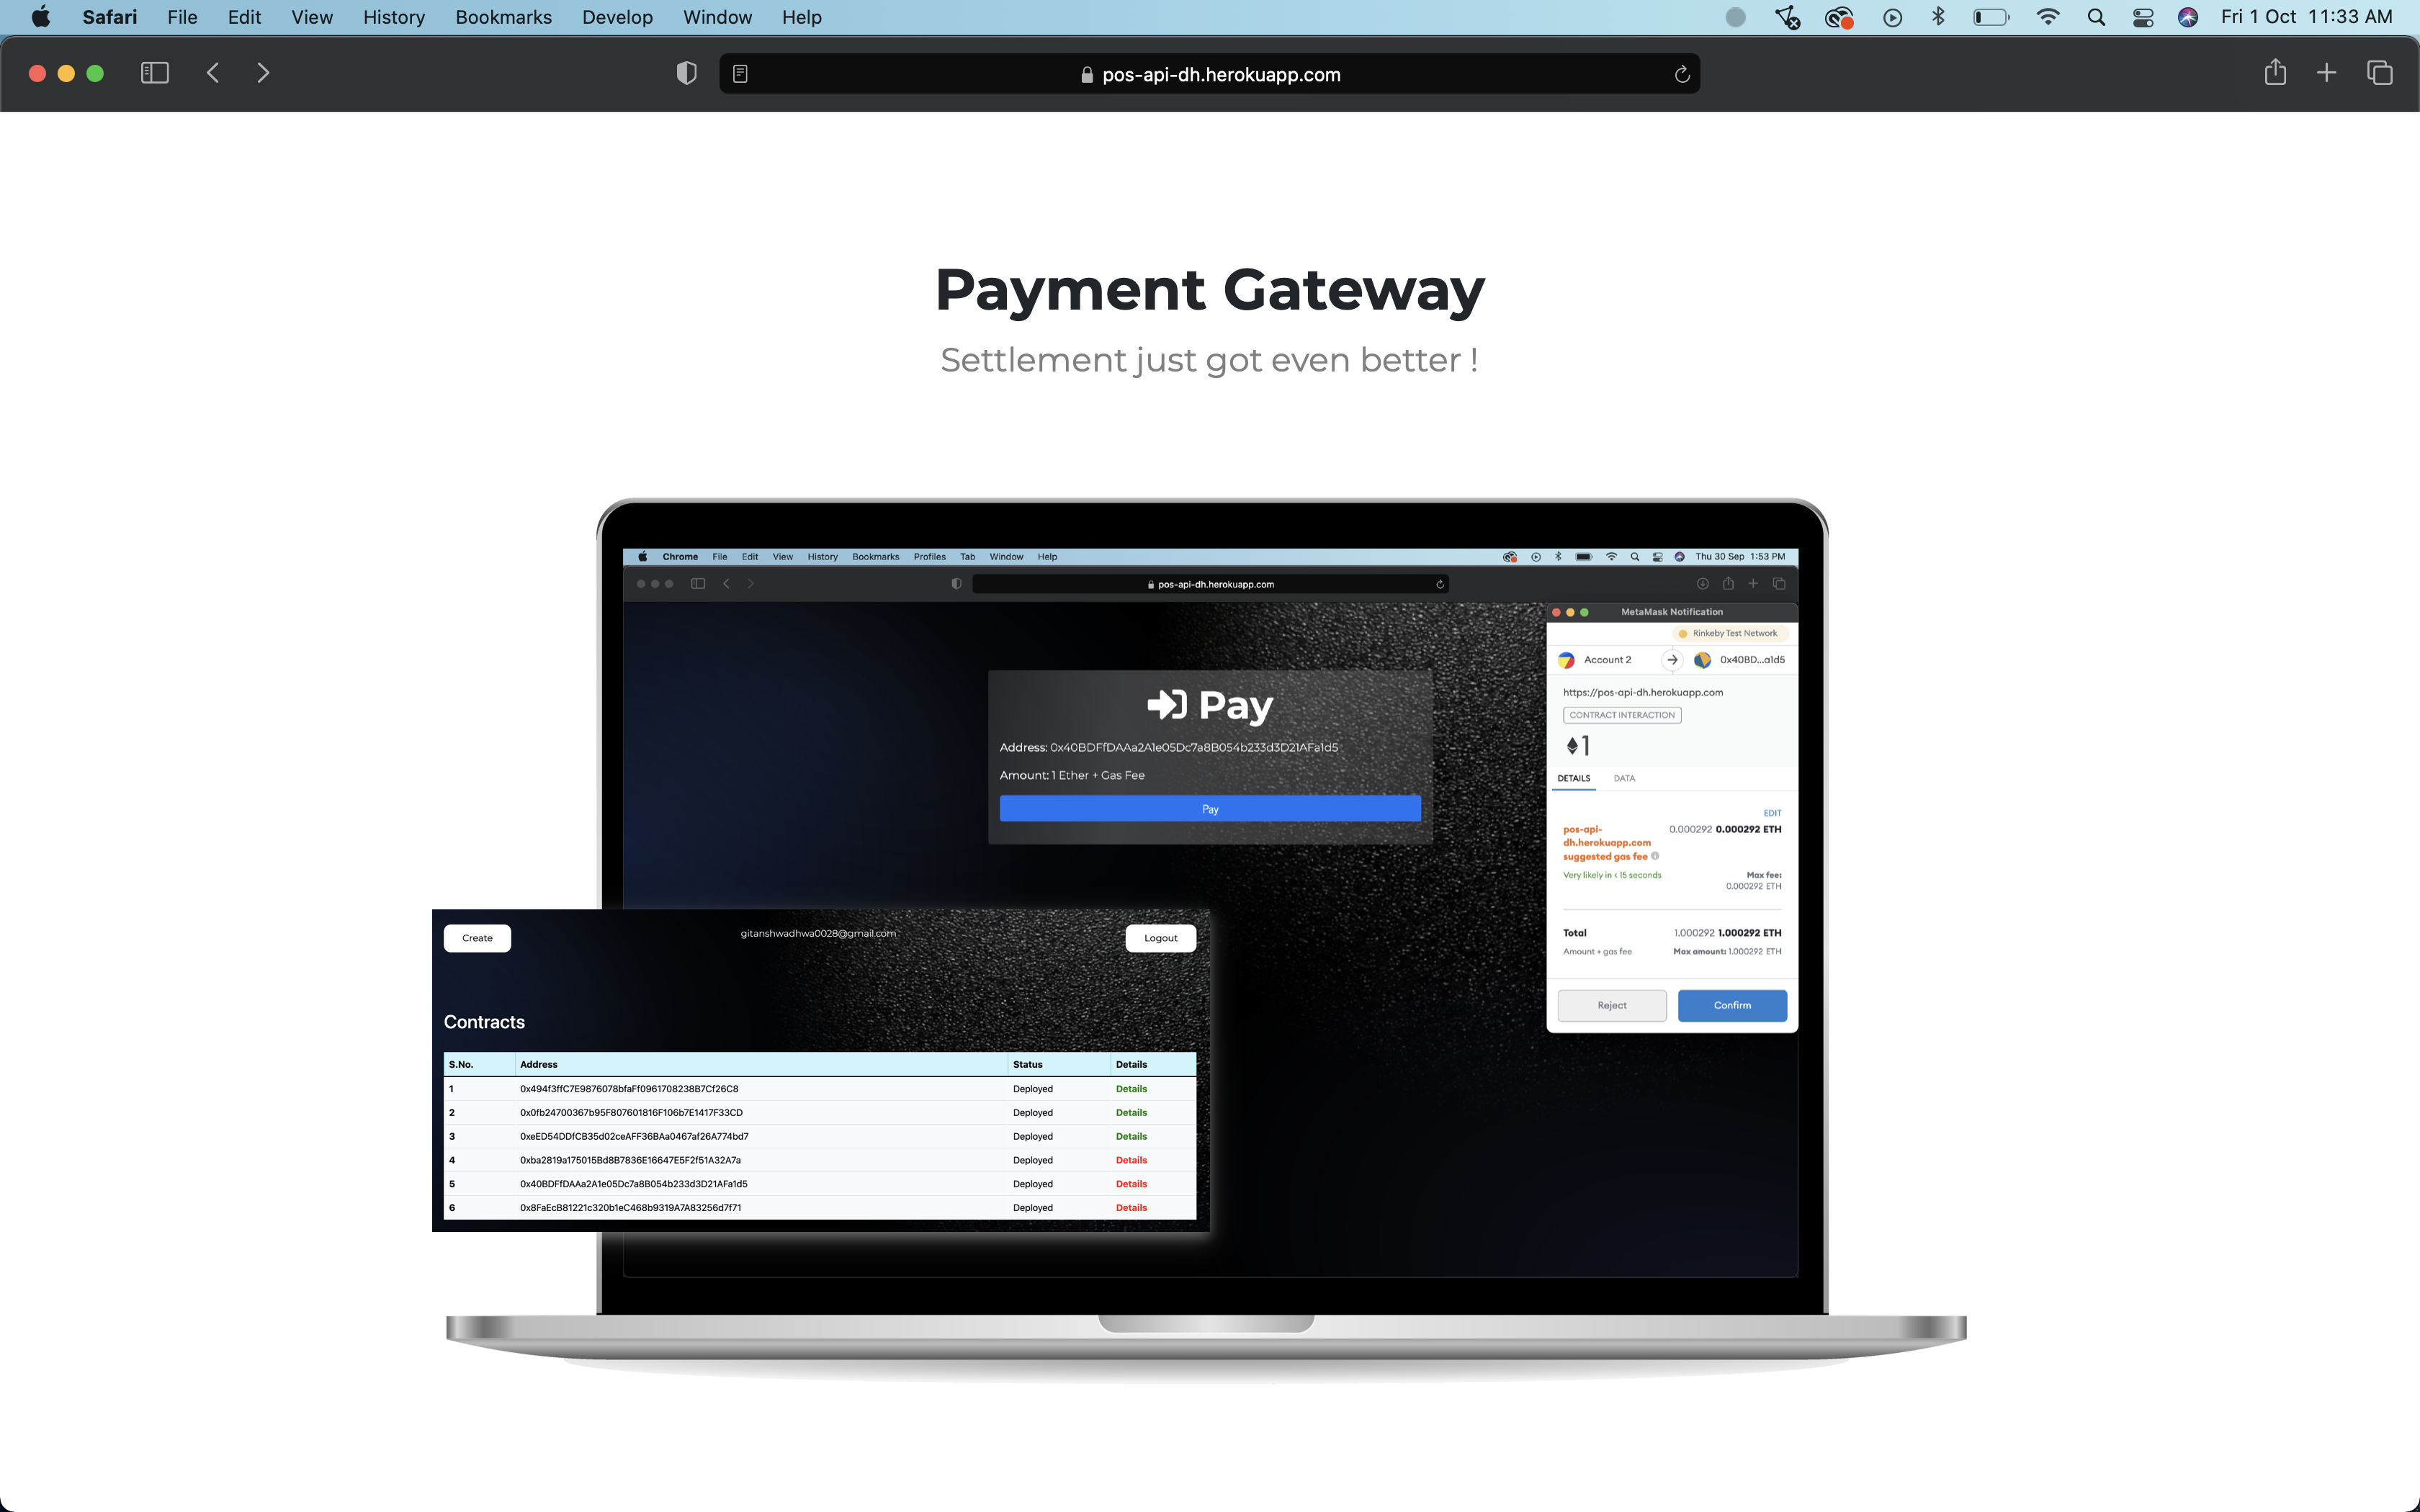 Safari File Edit View History Bookmarks Develop Window Help Fri 1 Oct 11:33 AM
pos-api-dh.herokuapp.com
Payment Gateway
Settlement just got even better !
Chrome File Edit View History Bookmarks Profiles Tab Window Help Thu 30 Sep 1:53 PM
pos-api-dh.herokuapp.com
Pay
Address: 0x40BDFfDAAa2A1e05Dc7a8B054b233d3D21AFa1d5
Amount: 1 Ether + Gas Fee
Pay
MetaMask Notification
Rinkeby Test Network
Account 2 0x40BD...a1d5
https://pos-api-dh.herokuapp.com
CONTRACT INTERACTION
1
DETAILS DATA
EDIT
pos-api-
dh.herokuapp.com
suggested gas fee
0.000292 0.000292 ETH
Very likely in < 15 seconds
Max fee:
0.000292 ETH
Total 1.000292 1.000292 ETH
Amount + gas fee Max amount: 1.000292 ETH
Reject Confirm
Create gitanshwadhwa0028@gmail.com Logout
Contracts
S.No. Address Status Details
1 0x494f3ffC7E9876078bfaFf0961708238B7Cf26C8 Deployed Details
2 0x0fb24700367b95F807601816F106b7E1417F33CD Deployed Details
3 0xeED54DDfCB35d02ceAFF36BAa0467af26A774bd7 Deployed Details
4 0xba2819a175015Bd8B7836E16647E5F2f51A32A7a Deployed Details
5 0x40BDFfDAAa2A1e05Dc7a8B054b233d3D21AFa1d5 Deployed Details
6 0x8FaEcB81221c320b1eC468b9319A7A83256d7f71 Deployed Details